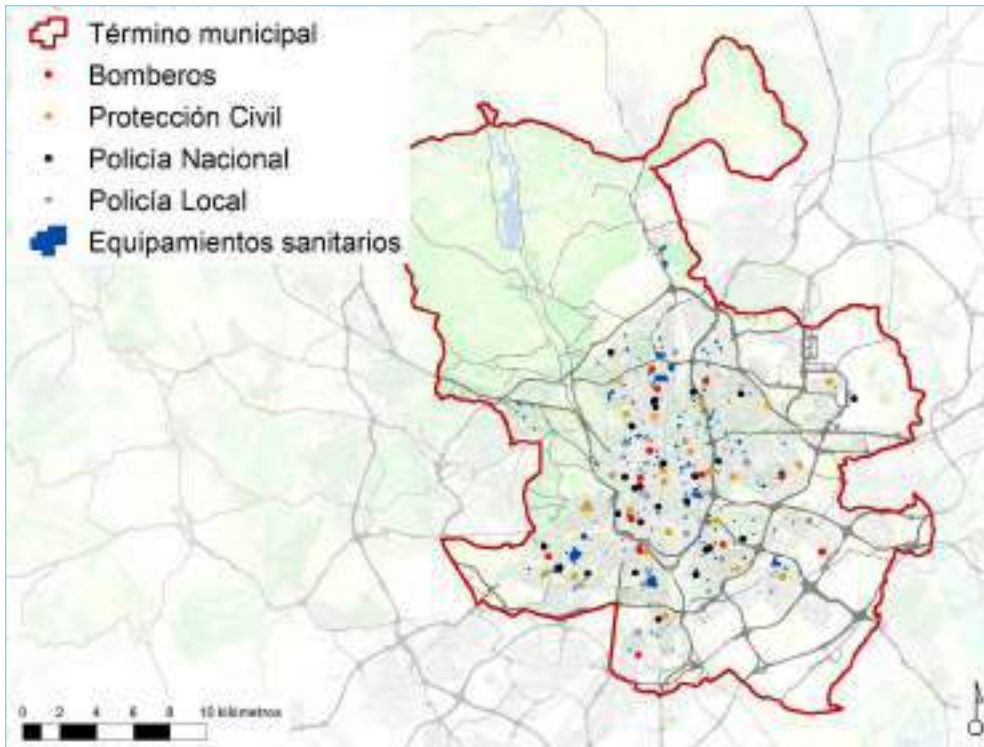 Término municipal
Bomberos
Protección Civil
Policía Nacional
Policía Local
Equipamientos sanitarios
0 2 4 6 8 10 kilómetros